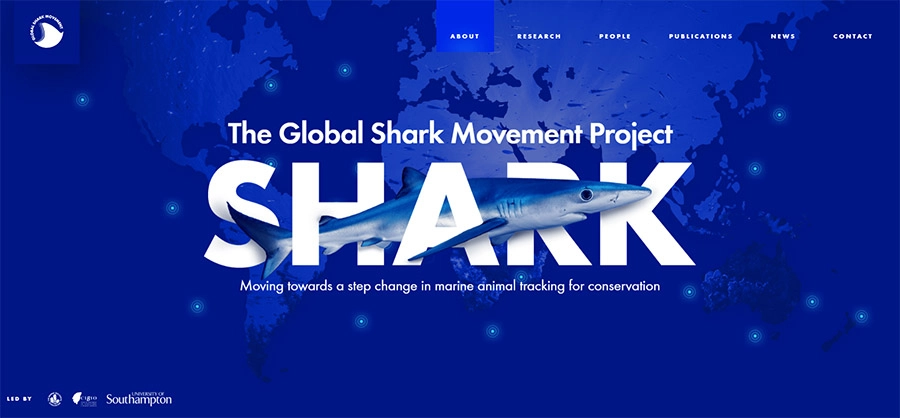 GLOBAL SHARK MOVEMENT
ABOUT RESEARCH PEOPLE PUBLICATIONS NEWS CONTACT
The Global Shark Movement Project
SHARK
Moving towards a step change in marine animal tracking for conservation
LED BY
UNIVERSITY OF
Southampton